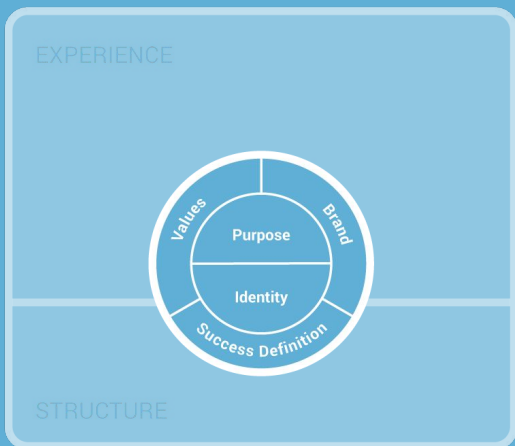 EXPERIENCE
Values
Brand
Purpose
Identity
Success Definition
STRUCTURE